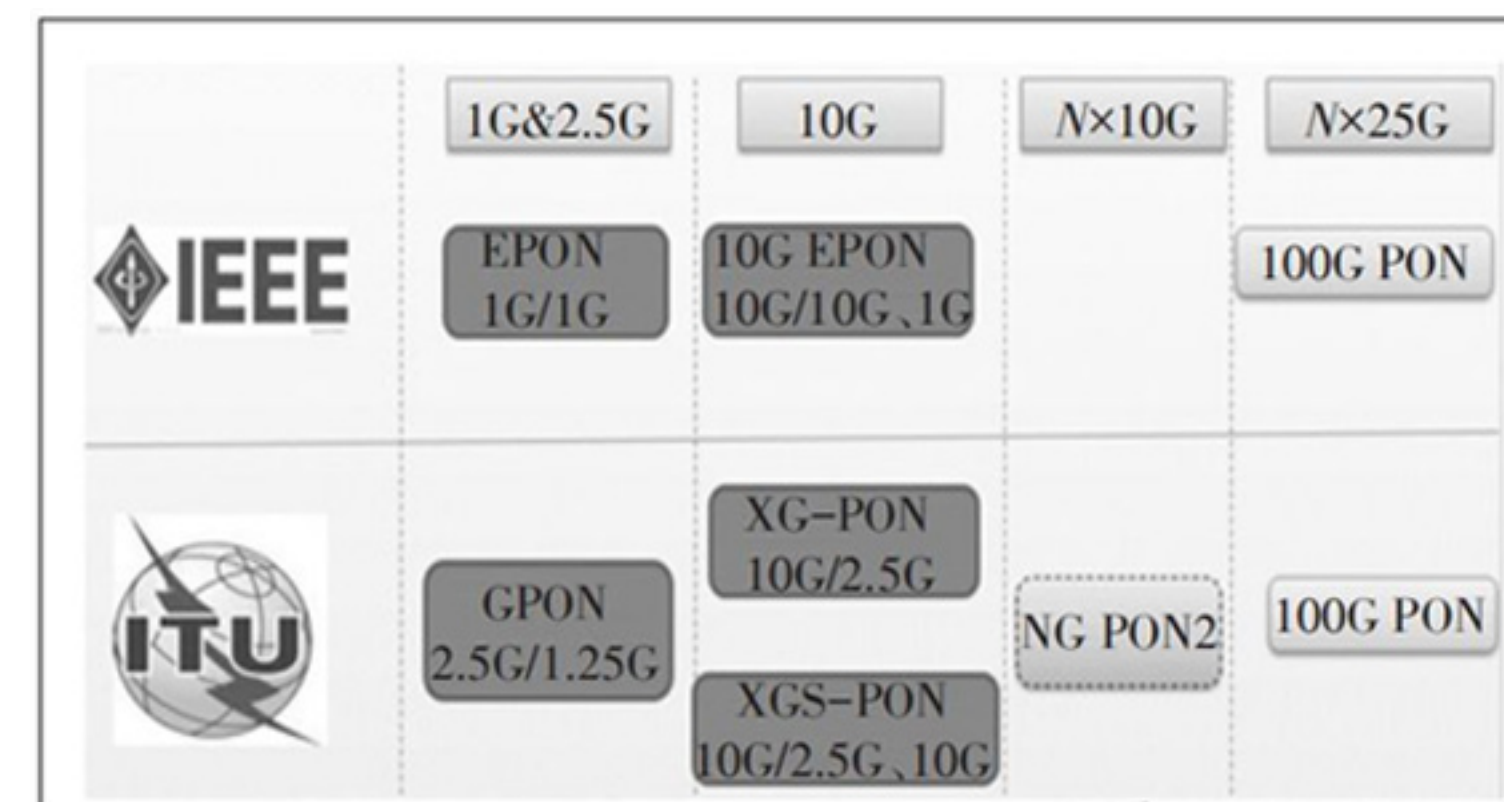 1G&2.5G
10G
N×10G
N×25G
IEEE
EPON
1G/1G
10G EPON
10G/10G、1G
100G PON
ITU
GPON
2.5G/1.25G
XG-PON
10G/2.5G
XGS-PON
10G/2.5G、10G
NG PON2
100G PON